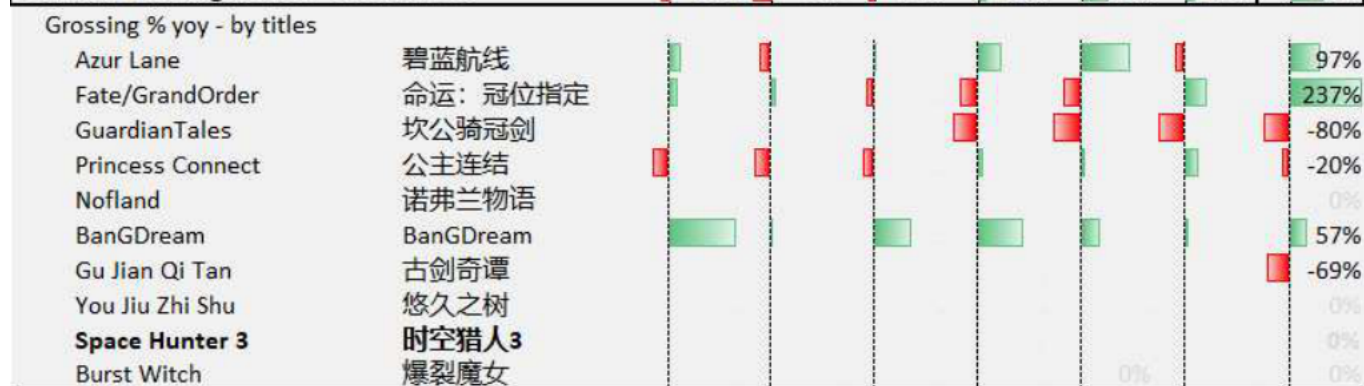 Grossing % yoy - by titles
Azur Lane 碧蓝航线 97%
Fate/GrandOrder 命运：冠位指定 237%
GuardianTales 坎公骑冠剑 -80%
Princess Connect 公主连结 -20%
Nofland 诺弗兰物语 0%
BanGDream BanGDream 57%
Gu Jian Qi Tan 古剑奇谭 -69%
You Jiu Zhi Shu 悠久之树 0%
Space Hunter 3 时空猎人3 0%
Burst Witch 爆裂魔女 0% 0%